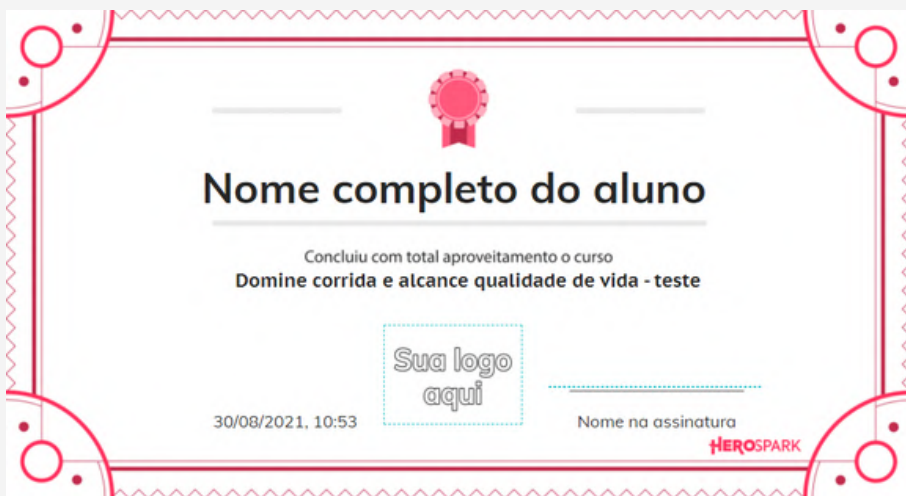 Nome completo do aluno
Concluiu com total aproveitamento o curso
Domine corrida e alcance qualidade de vida - teste
Sua logo
aqui
30/08/2021, 10:53
Nome na assinatura
HEROSPARK